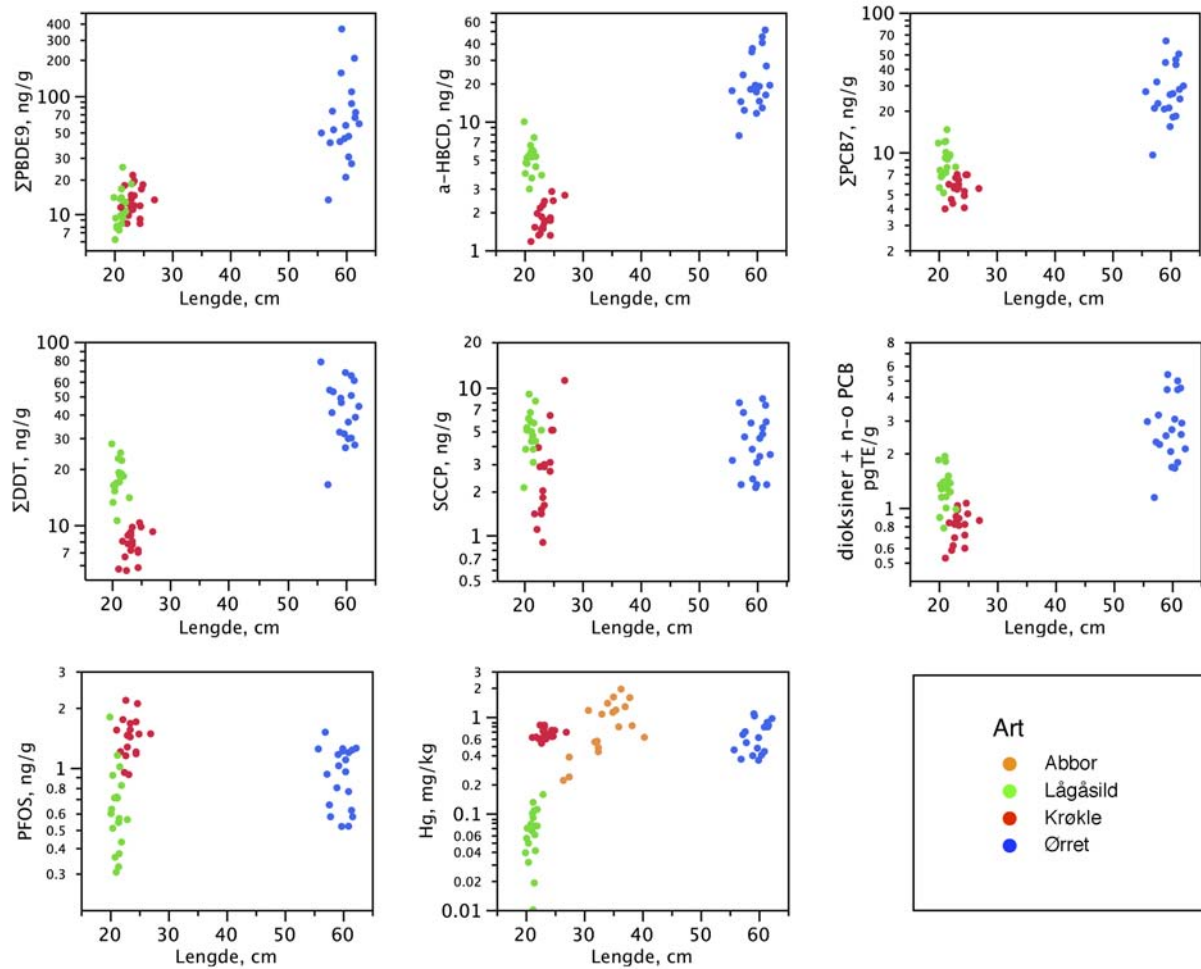 400
300
200
100
70
50
30
20
10
7
20 30 40 50 60
ΣPBDE9, ng/g
Lengde, cm
60
40
30
20
10
6
5
4
3
2
1
20 30 40 50 60
a-HBCD, ng/g
Lengde, cm
100
70
50
40
30
20
10
7
5
4
3
2
20 30 40 50 60
ΣPCB7, ng/g
Lengde, cm
100
80
60
50
40
30
20
10
7
20 30 40 50 60
ΣDDT, ng/g
Lengde, cm
20
10
7
5
4
3
2
1
0.7
0.5
20 30 40 50 60
SCCP, ng/g
Lengde, cm
8
6
5
4
3
2
1
0.8
0.6
0.5
20 30 40 50 60
dioksiner + n-o PCB
pgTE/g
Lengde, cm
3
2
1
0.8
0.6
0.5
0.4
0.3
20 30 40 50 60
PFOS, ng/g
Lengde, cm
3
2
1
0.6
0.4
0.2
0.1
0.06
0.04
0.02
0.01
20 30 40 50 60
Hg, mg/kg
Lengde, cm
Art
Abbor
Lågåsild
Krøkle
Ørret